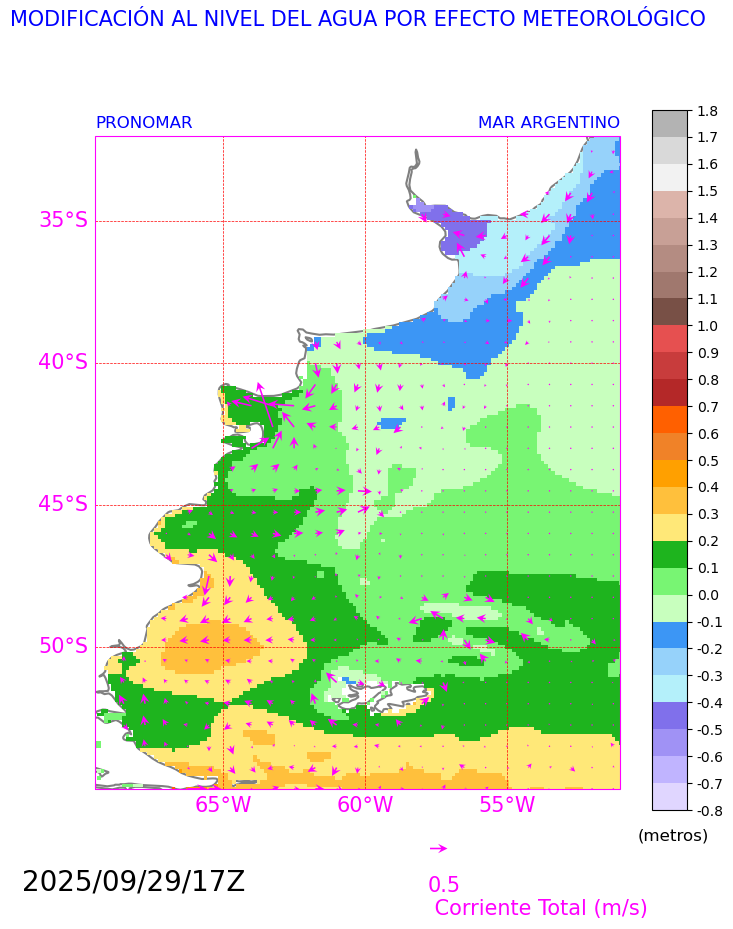 MODIFICACIÓN AL NIVEL DEL AGUA POR EFECTO METEOROLÓGICO
PRONOMAR
MAR ARGENTINO
35°S
40°S
45°S
50°S
65°W
60°W
55°W
1.8
1.7
1.6
1.5
1.4
1.3
1.2
1.1
1.0
0.9
0.8
0.7
0.6
0.5
0.4
0.3
0.2
0.1
0.0
-0.1
-0.2
-0.3
-0.4
-0.5
-0.6
-0.7
-0.8
(metros)
2025/09/29/17Z
0.5
Corriente Total (m/s)